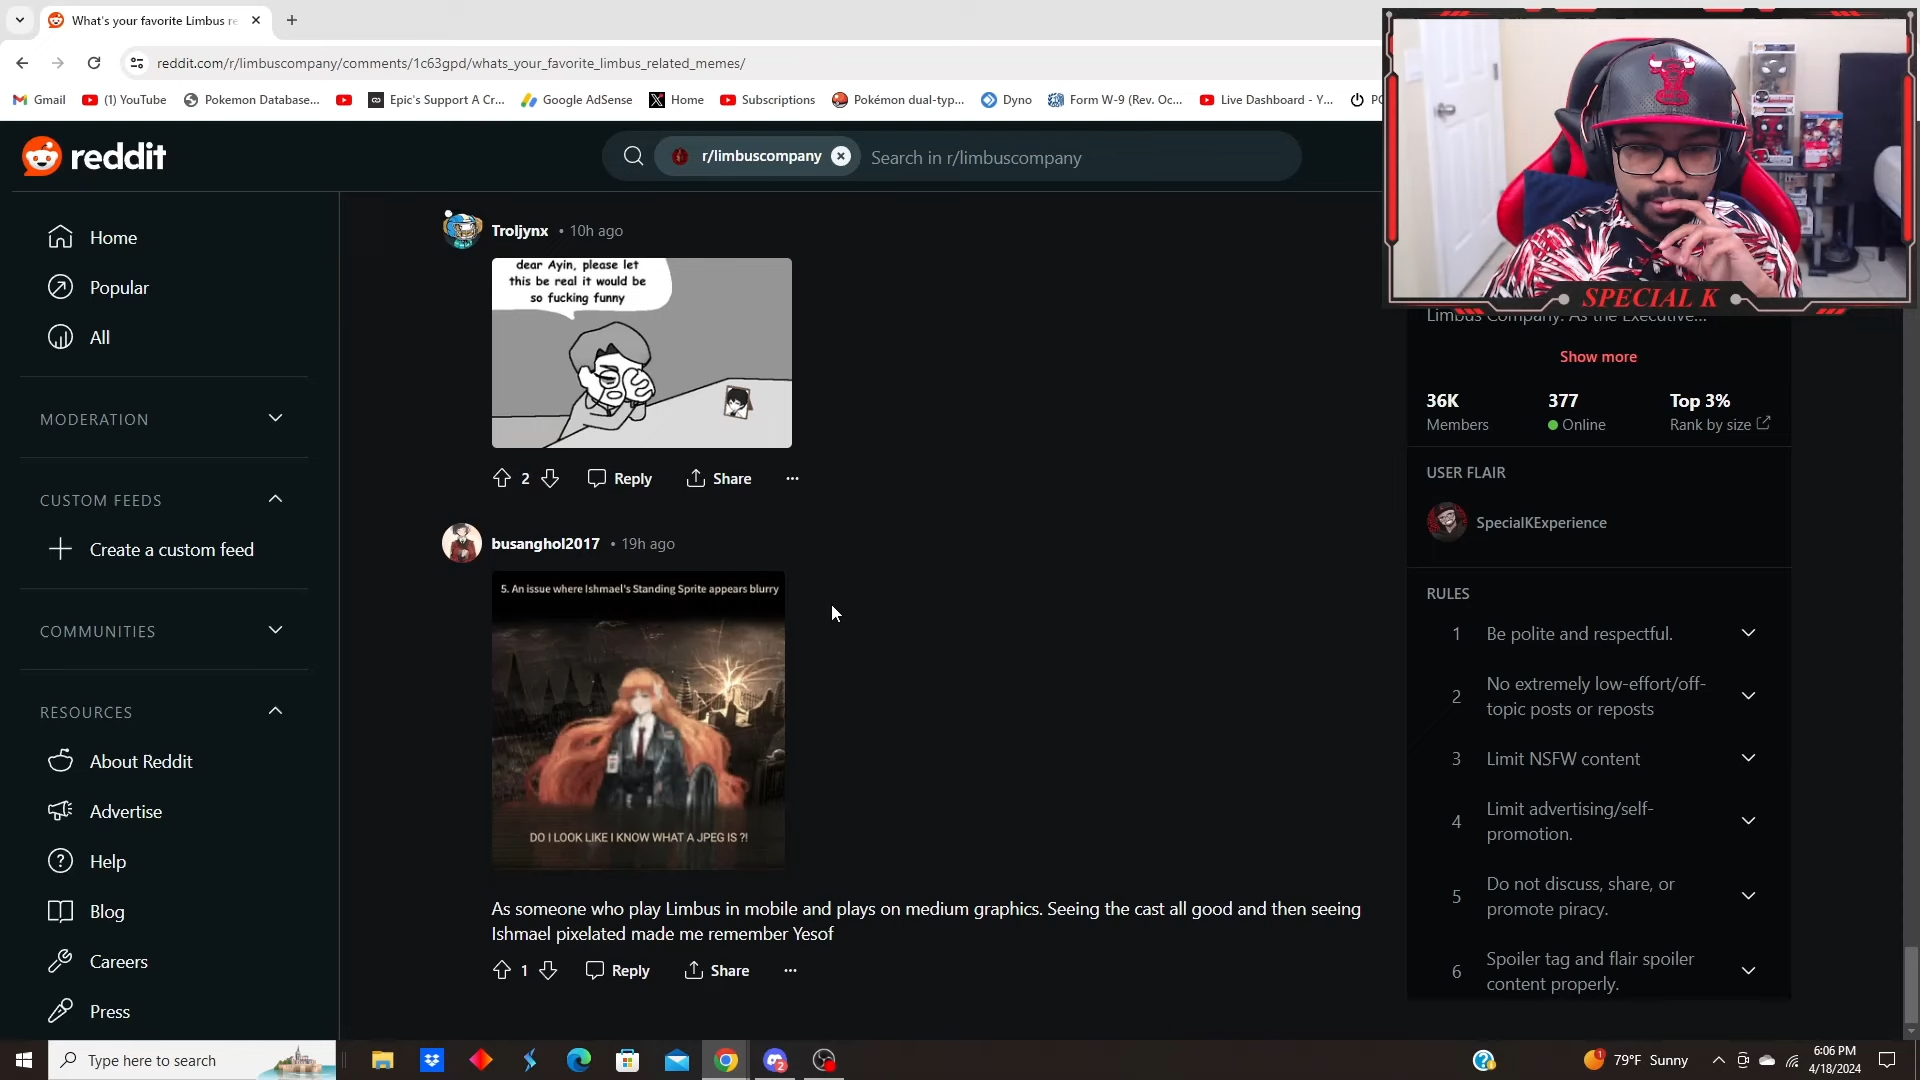 What's your favorite Limbus re
reddit.com/r/limbuscompany/comments/1c63gpd/whats_your_favorite_limbus_related_memes/
Gmail
(1) YouTube
Pokemon Database...
Epic's Support A Cr...
Google AdSense
Home
Subscriptions
Pokémon dual-typ...
Dyno
Form W-9 (Rev. Oc...
Live Dashboard - Y...
PC
reddit
r/limbuscompany
Search in r/limbuscompany
SPECIAL K
Home
Popular
All
MODERATION
CUSTOM FEEDS
Create a custom feed
COMMUNITIES
RESOURCES
About Reddit
Advertise
Help
Blog
Careers
Press
Troljynx • 10h ago
dear Ayin, please let
this be real it would be
so fucking funny
2
Reply
Share
busanghol2017 • 19h ago
5. An issue where Ishmael's Standing Sprite appears blurry
DO I LOOK LIKE I KNOW WHAT A JPEG IS ?!
As someone who play Limbus in mobile and plays on medium graphics. Seeing the cast all good and then seeing
Ishmael pixelated made me remember Yesof
1
Reply
Share
Limbus Company. As the Executive...
Show more
36K
Members
377
Online
Top 3%
Rank by size
USER FLAIR
SpecialKExperience
RULES
1 Be polite and respectful.
2 No extremely low-effort/off-
topic posts or reposts
3 Limit NSFW content
4 Limit advertising/self-
promotion.
5 Do not discuss, share, or
promote piracy.
6 Spoiler tag and flair spoiler
content properly.
Type here to search
2
1
79°F Sunny
6:06 PM
4/18/2024